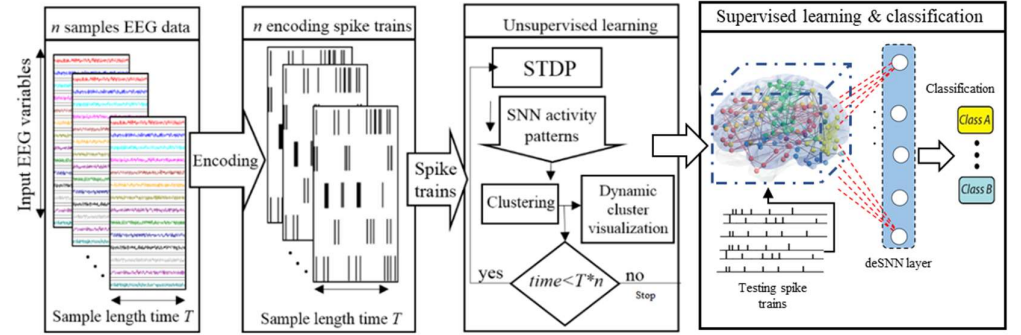 n samples EEG data
Input EEG variables
Sample length time T
Encoding
n encoding spike trains
Sample length time T
Spike
trains
Unsupervised learning
STDP
SNN activity
patterns
Clustering
Dynamic
cluster
visualization
yes
time<T*n
no
Stop
Supervised learning & classification
Testing spike
trains
deSNN layer
Classification
Class A
Class B